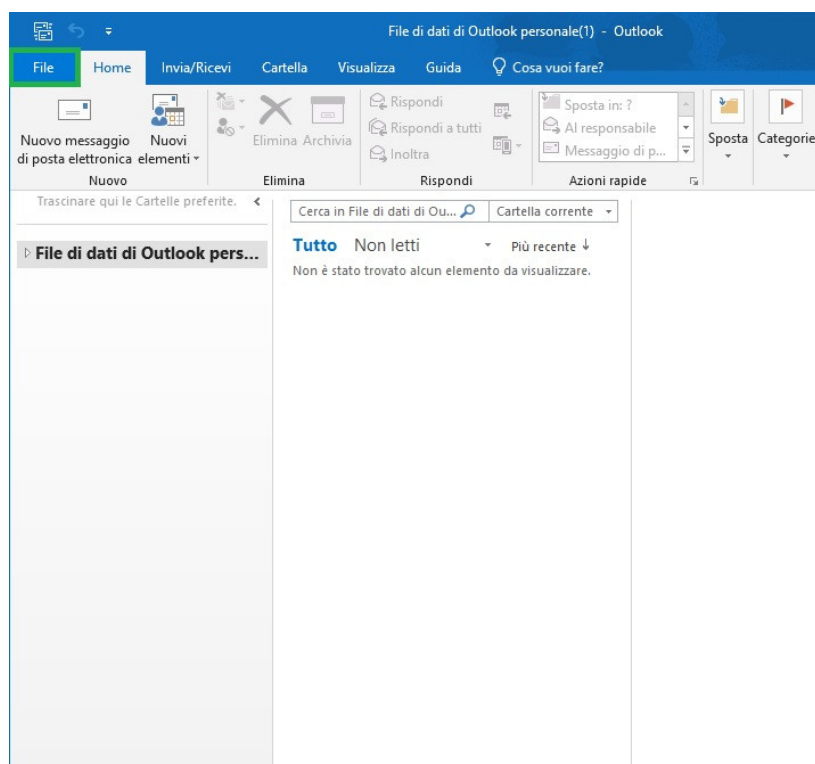 File di dati di Outlook personale(1) - Outlook
File Home Invia/Ricevi Cartella Visualizza Guida Cosa vuoi fare?
Nuovo messaggio
di posta elettronica
Nuovi
elementi
Nuovo
Elimina Archivia
Elimina
Rispondi
Rispondi a tutti
Inoltra
Rispondi
Sposta in: ?
Al responsabile
Messaggio di p...
Azioni rapide
Sposta
Categorie
Trascinare qui le Cartelle preferite.
File di dati di Outlook pers...
Cerca in File di dati di Ou... Cartella corrente
Tutto Non letti Più recente ↓
Non è stato trovato alcun elemento da visualizzare.